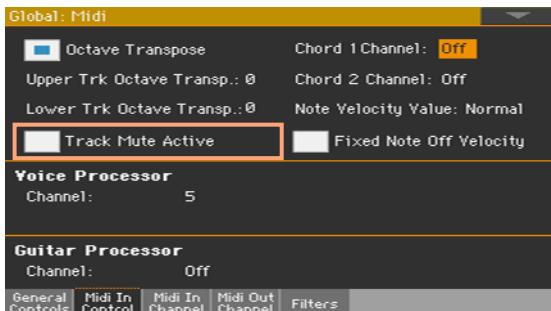 Global: Midi
Octave Transpose Chord 1 Channel: Off
Upper Trk Octave Transp.: 0 Chord 2 Channel: Off
Lower Trk Octave Transp.:0 Note Velocity Value: Normal
Track Mute Active Fixed Note Off Velocity
Voice Processor
Channel: 5
Guitar Processor
Channel: Off
General Midi In Midi In Midi Out Filters
Controls Control Channel Channel